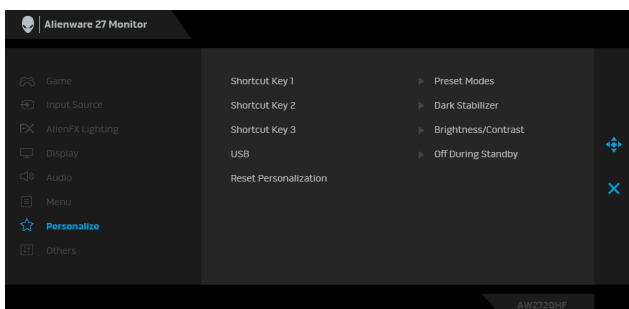 Alienware 27 Monitor
Game
Input Source
AlienFX Lighting
Display
Audio
Menu
Personalize
Others
Shortcut Key 1 Preset Modes
Shortcut Key 2 Dark Stabilizer
Shortcut Key 3 Brightness/Contrast
USB Off During Standby
Reset Personalization
AW2720HF